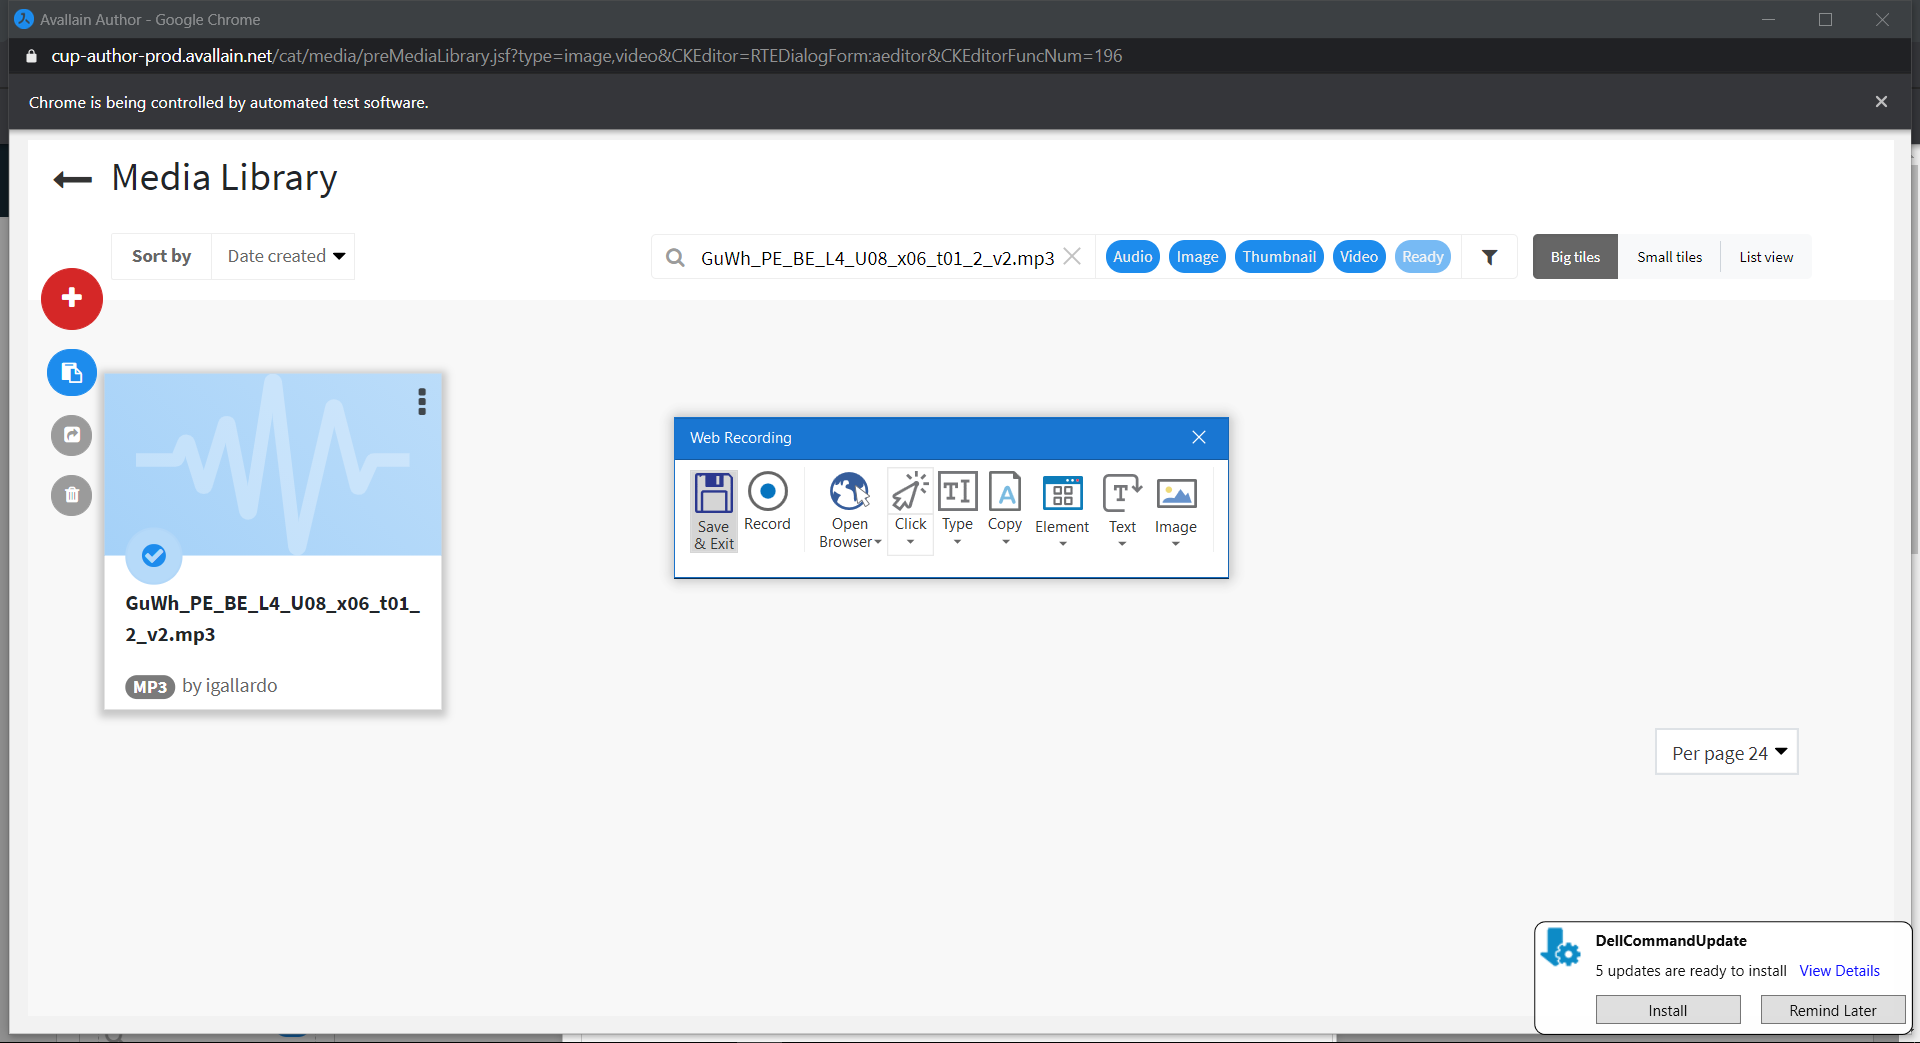 Avallain Author - Google Chrome
cup-author-prod.avallain.net/cat/media/preMediaLibrary.jsf?type=image,video&CKEditor=RTEDialogForm:aeditor&CKEditorFuncNum=196
Chrome is being controlled by automated test software.
Media Library
Sort by Date created
GuWh_PE_BE_L4_U08_x06_t01_2_v2.mp3
Audio Image Thumbnail Video Ready
Big tiles Small tiles List view
Web Recording
Save & Exit
Record
Open Browser
Click
Type
Copy
Element
Text
Image
GuWh_PE_BE_L4_U08_x06_t01_
2_v2.mp3
MP3 by igallardo
Per page 24
DellCommandUpdate
5 updates are ready to install View Details
Install Remind Later